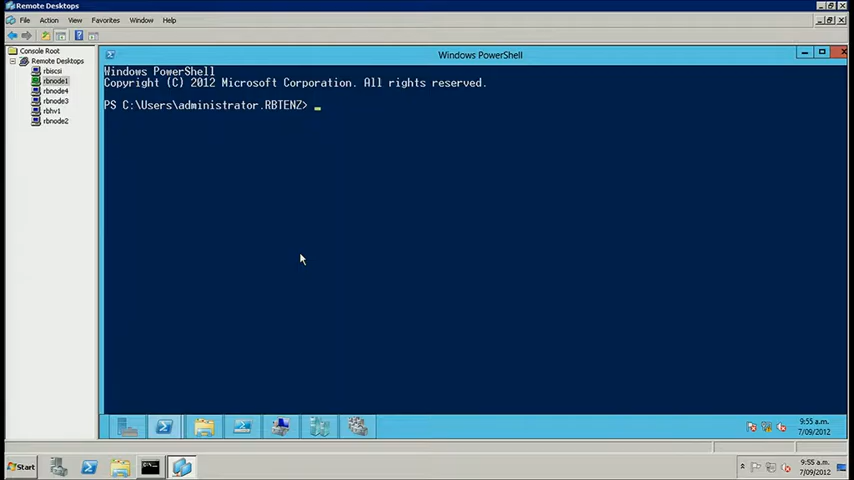 Remote Desktops
File Action View Favorites Window Help
Console Root
Remote Desktops
rbiscsi
rbnode1
rbnode4
rbnode3
rbhv1
rbnode2
Windows PowerShell
Windows PowerShell
Copyright (C) 2012 Microsoft Corporation. All rights reserved.
PS C:\Users\administrator.RBTENZ>
9:55 a.m.
7/09/2012
Start
9:55 a.m.
7/09/2012